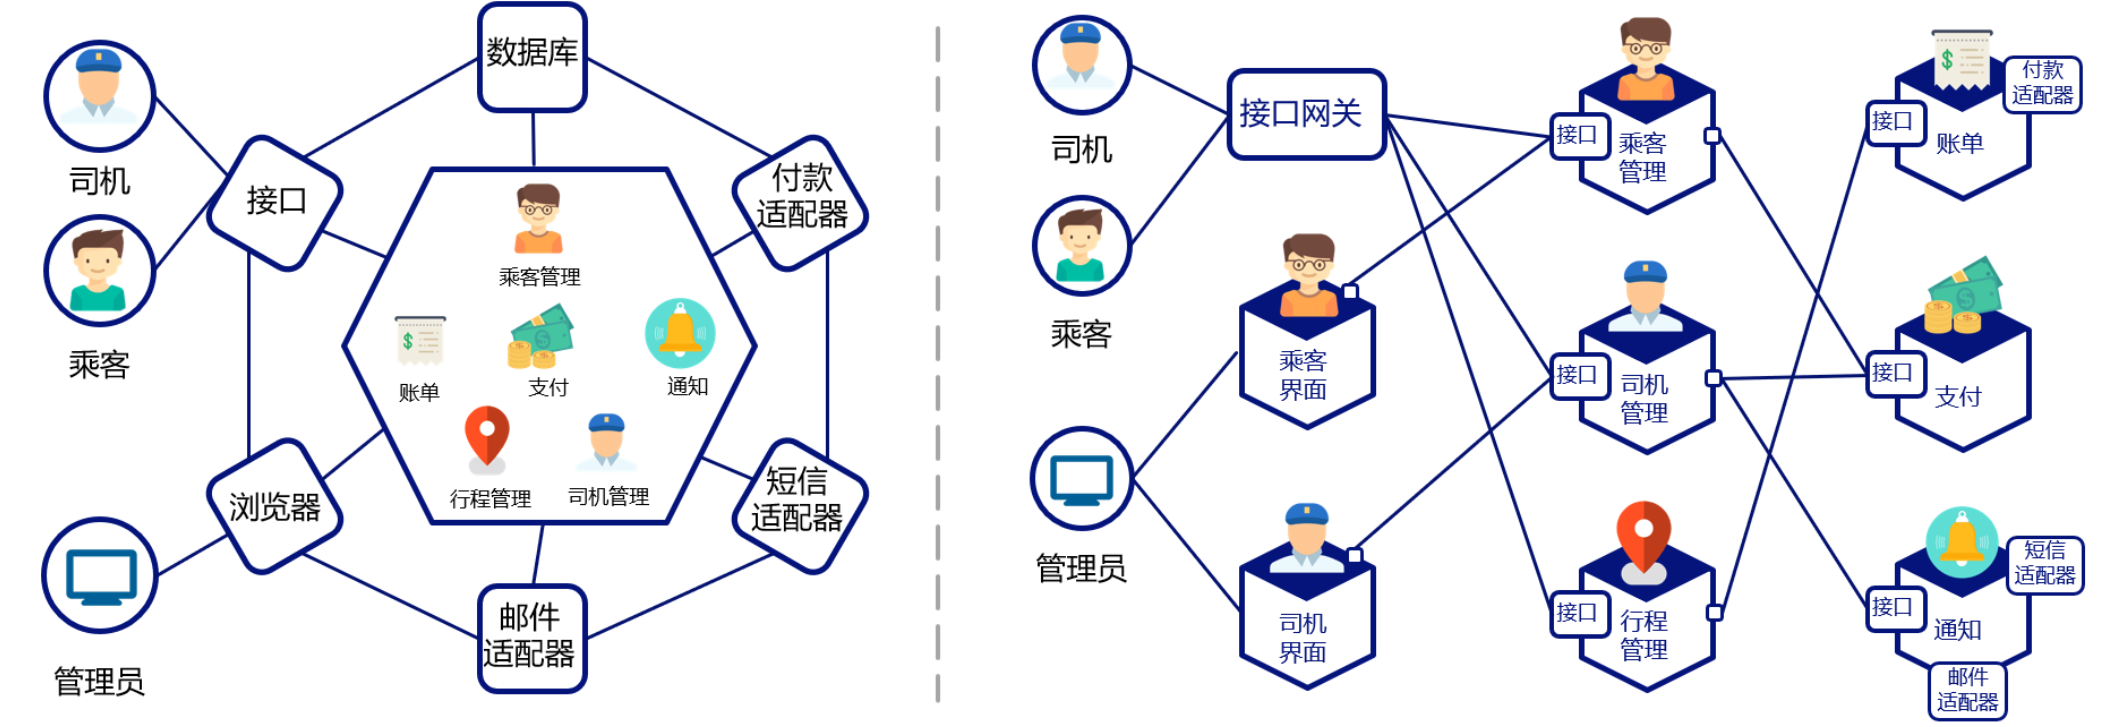 数据库
司机
接口
付款
适配器
乘客管理
乘客
账单
支付
通知
行程管理
司机管理
浏览器
短信
适配器
管理员
邮件
适配器
司机
接口网关
接口
乘客
管理
接口
账单
付款
适配器
乘客
乘客
界面
接口
司机
管理
接口
支付
管理员
司机
界面
接口
行程
管理
接口
通知
短信
适配器
邮件
适配器